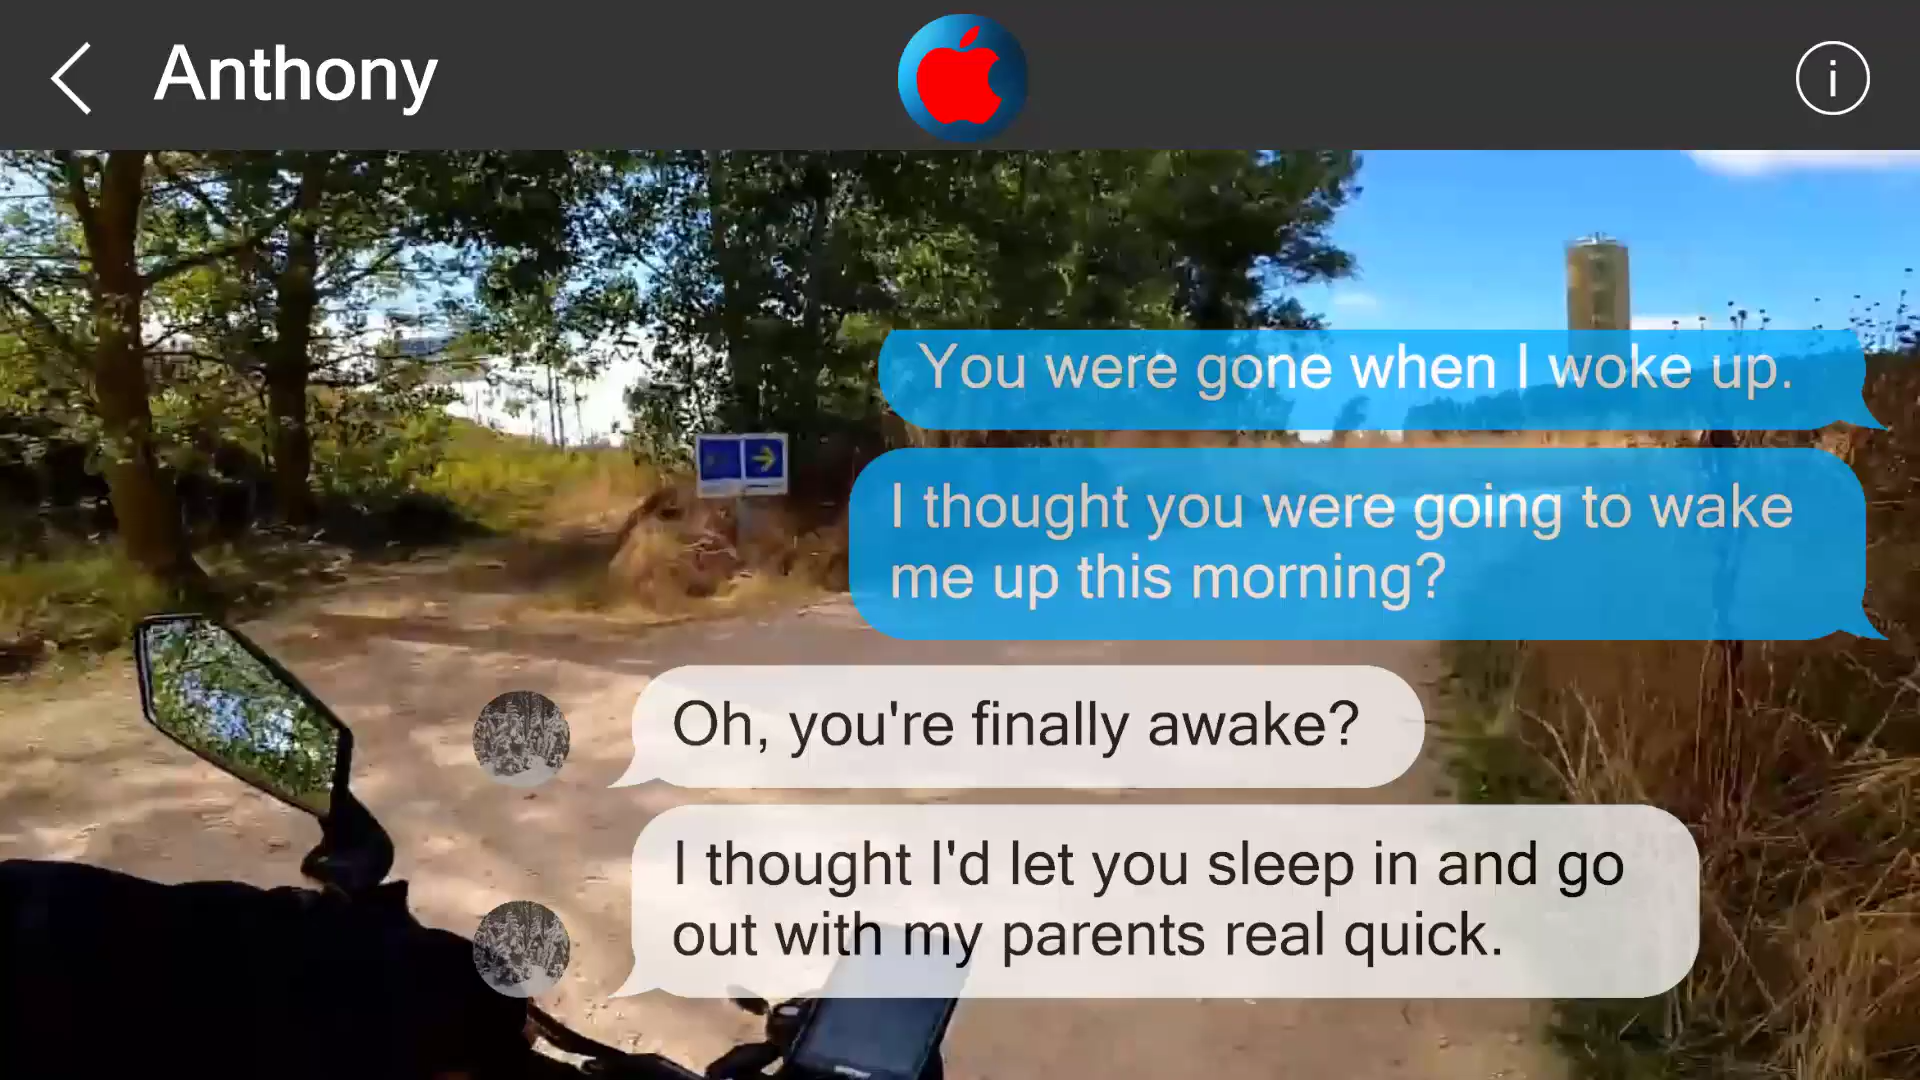 Anthony
You were gone when I woke up.
I thought you were going to wake
me up this morning?
Oh, you're finally awake?
I thought I'd let you sleep in and go
out with my parents real quick.